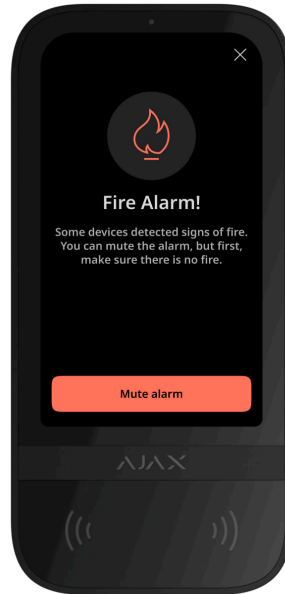 Fire Alarm!
Some devices detected signs of fire.
You can mute the alarm, but first,
make sure there is no fire.
Mute alarm
AJAX